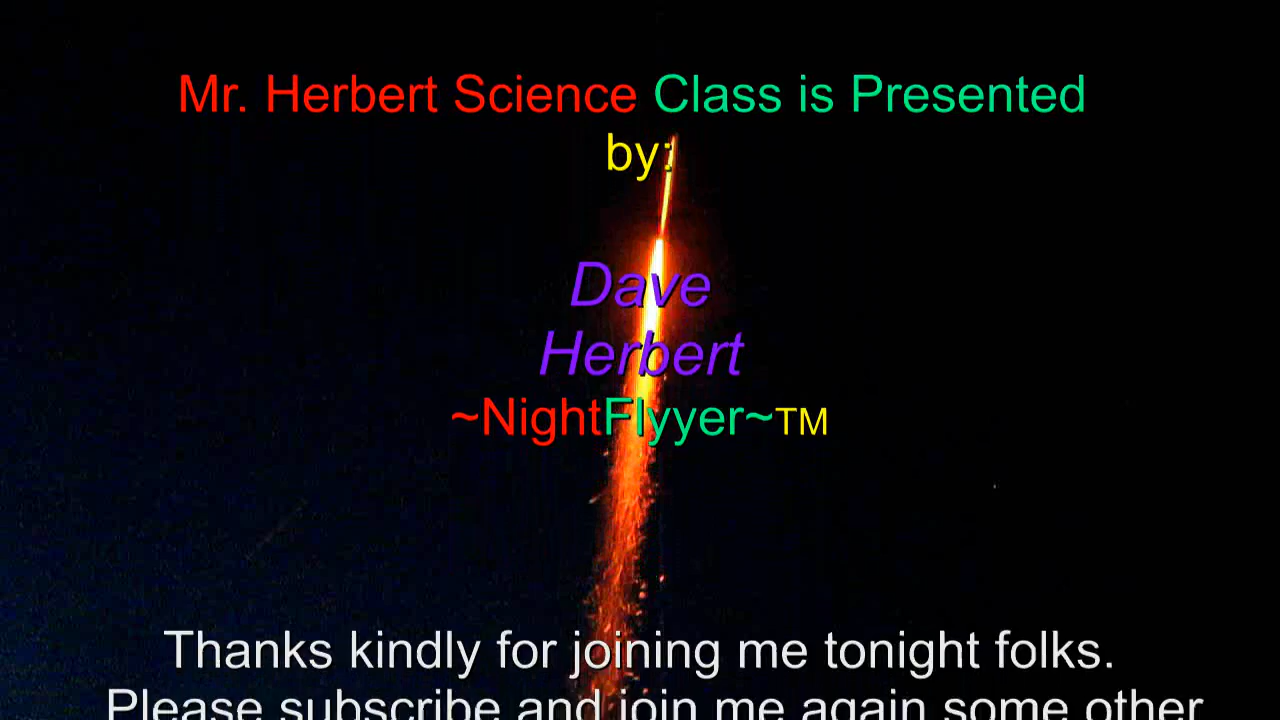 Mr. Herbert Science Class is Presented
by:
Dave
Herbert
~NightFlyyer~TM
Thanks kindly for joining me tonight folks.
Please subscribe and join me again some other